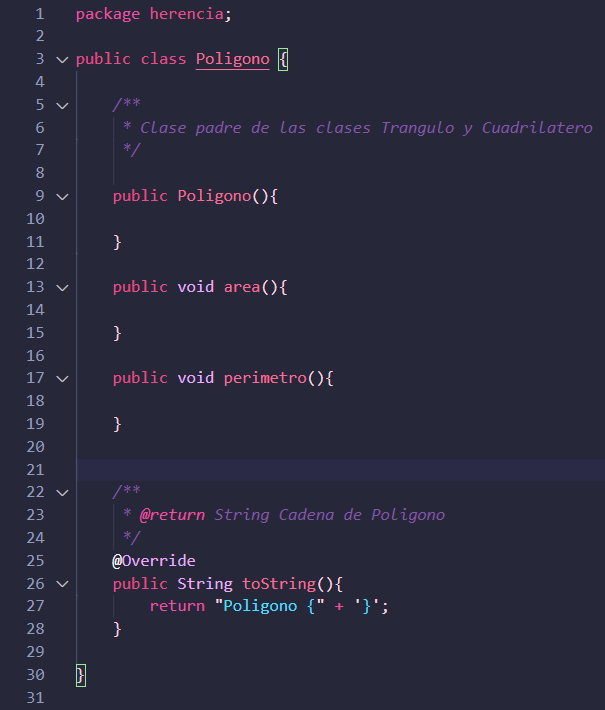 1 package herencia;
2
3 public class Poligono {
4
5 /**
6 * Clase padre de las clases Trangulo y Cuadrilatero
7 */
8
9 public Poligono(){
10
11 }
12
13 public void area(){
14
15 }
16
17 public void perimetro(){
18
19 }
20
21
22 /**
23 * @return String Cadena de Poligono
24 */
25 @Override
26 public String toString(){
27 return "Poligono {" + '}';
28 }
29
30 }
31